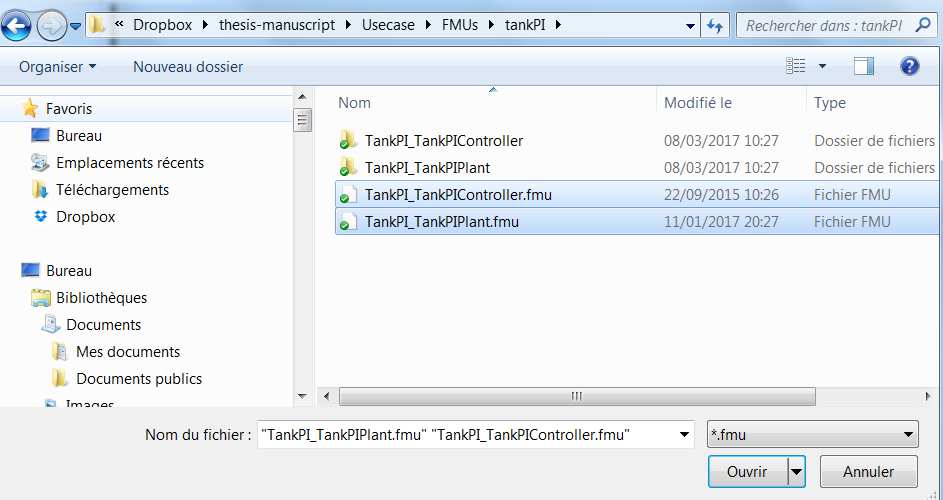 « Dropbox ▸ thesis-manuscript ▸ Usecase ▸ FMUs ▸ tankPI ▸
Rechercher dans : tankPI
Organiser ▾ Nouveau dossier
Nom Modifié le Type
Favoris
Bureau
Emplacements récents
Téléchargements
Dropbox
Bureau
Bibliothèques
Documents
Mes documents
Documents publics
Images
TankPI_TankPIController 08/03/2017 10:27 Dossier de fichiers
TankPI_TankPIPlant 08/03/2017 10:27 Dossier de fichiers
TankPI_TankPIController.fmu 22/09/2015 10:26 Fichier FMU
TankPI_TankPIPlant.fmu 11/01/2017 20:27 Fichier FMU
Nom du fichier : "TankPI_TankPIPlant.fmu" "TankPI_TankPIController.fmu" *.fmu
Ouvrir Annuler